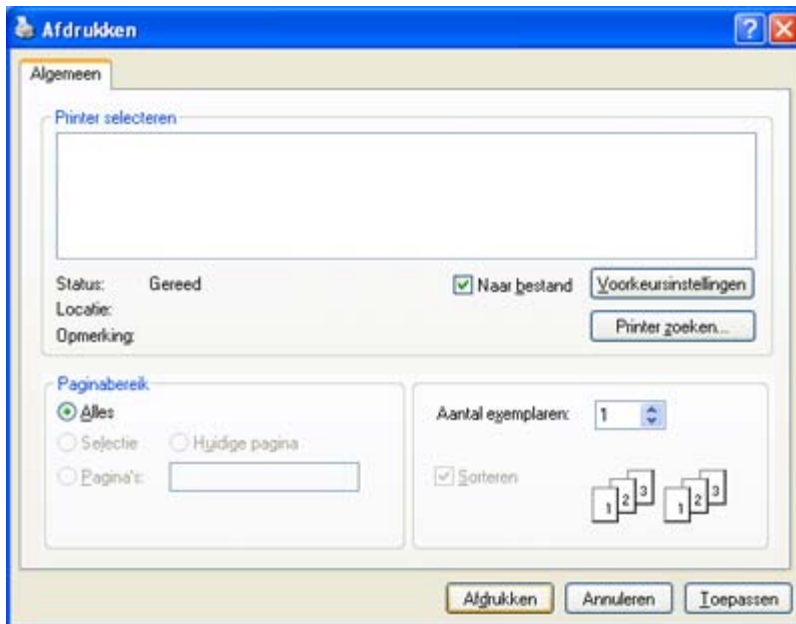 Afdrukken
Algemeen
Printer selecteren
Status: Gereed
Naar bestand
Voorkeursinstellingen
Locatie:
Opmerking:
Printer zoeken...
Paginabereik
Alles
Selectie
Huidige pagina
Pagina's:
Aantal exemplaren: 1
Sorteren
1 2 3 1 2 3
Afdrukken Annuleren Toepassen